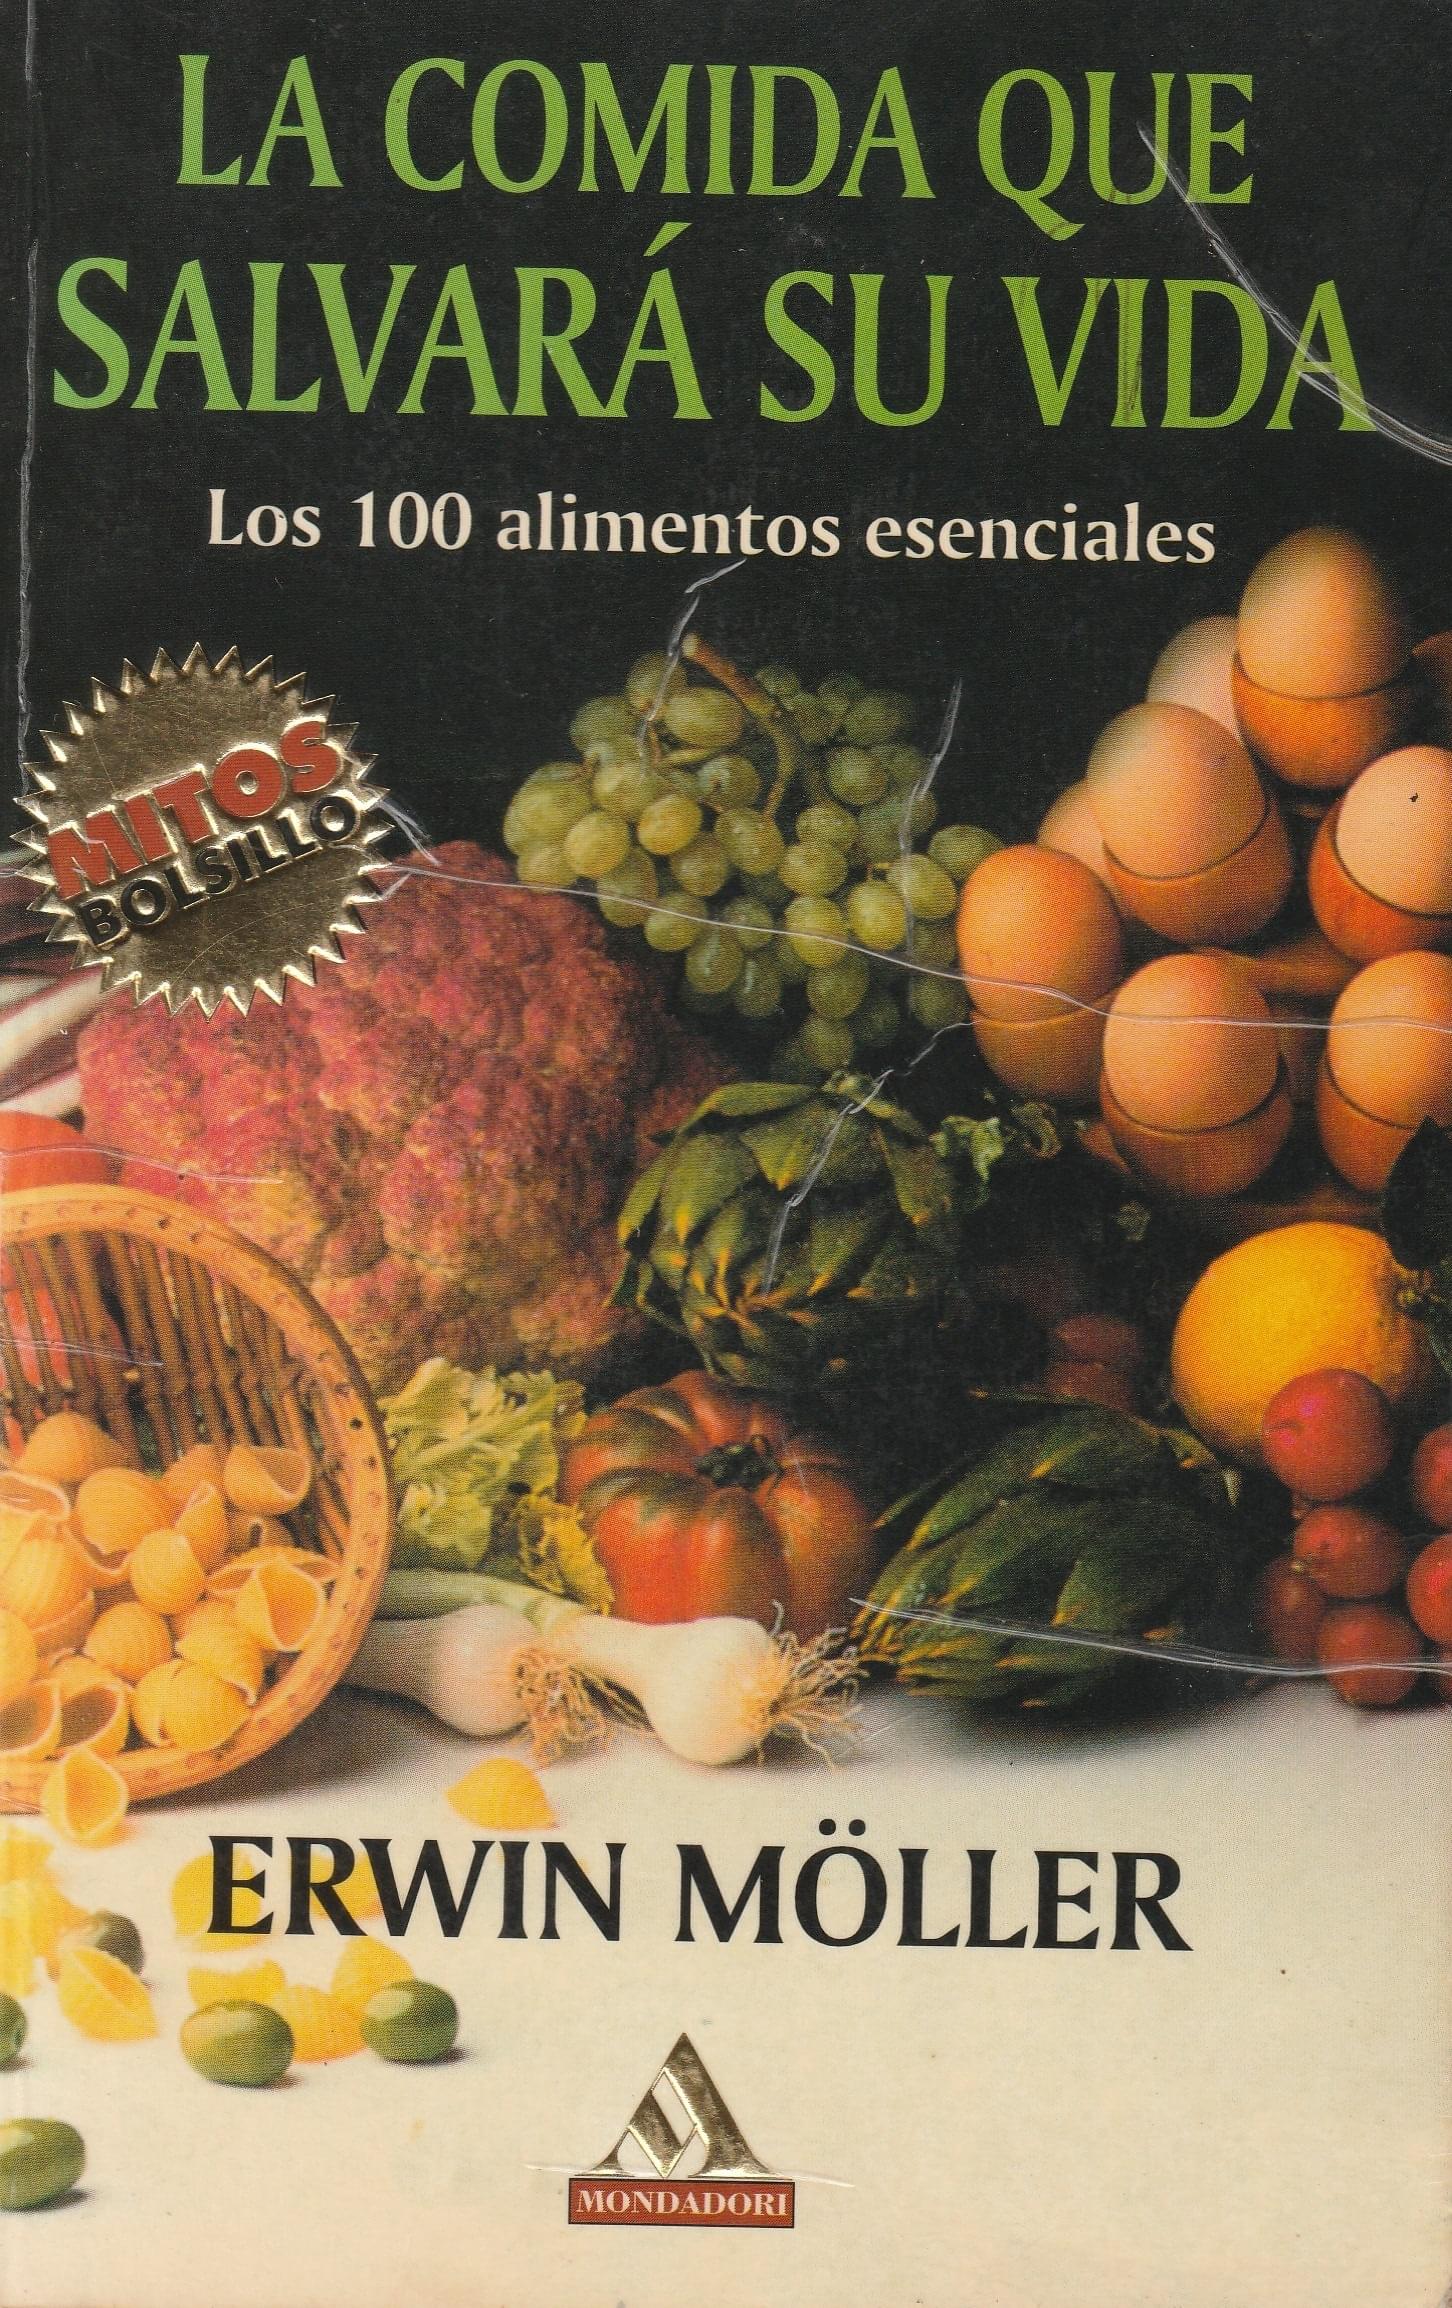 LA COMIDA QUE
SALVARÁ SU VIDA
Los 100 alimentos esenciales
MITOS
BOLSILLO
ERWIN MÖLLER
MONDADORI